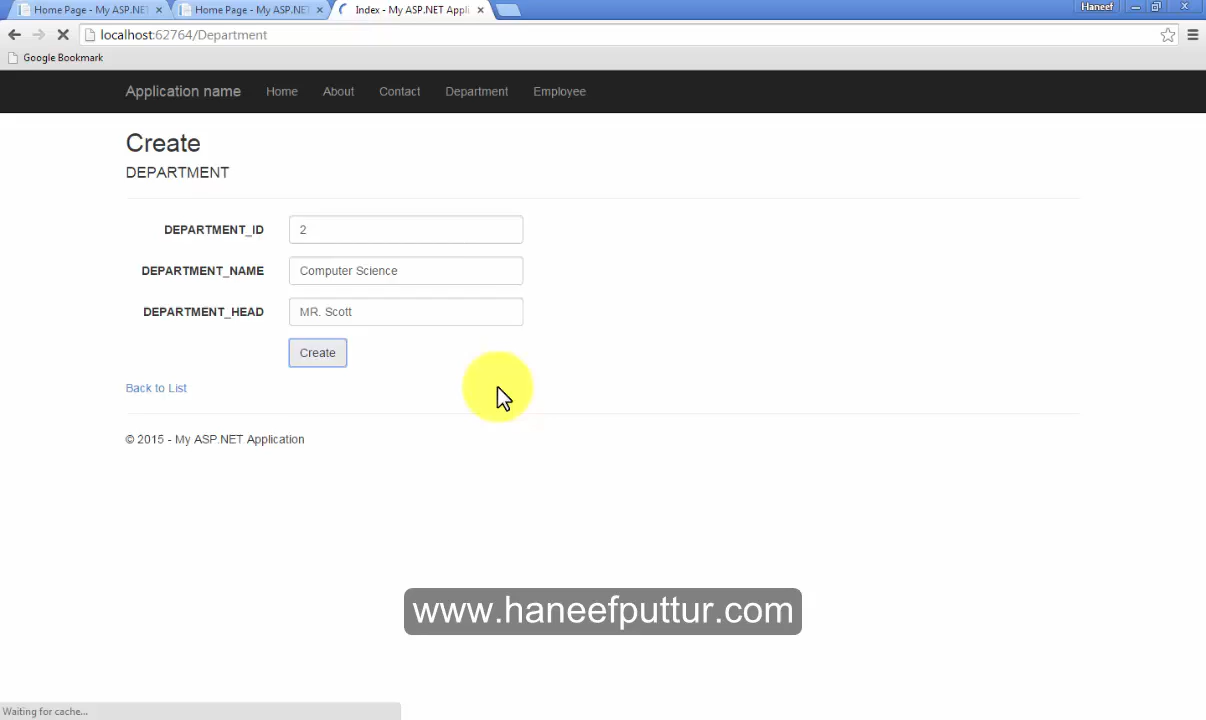 Home Page - My ASP.NET
Home Page - My ASP.NET
Index - My ASP.NET Appli
Haneef
localhost:62764/Department
Google Bookmark
Application name Home About Contact Department Employee
Create
DEPARTMENT
DEPARTMENT_ID 2
DEPARTMENT_NAME Computer Science
DEPARTMENT_HEAD MR. Scott
Create
Back to List
© 2015 - My ASP.NET Application
www.haneefputtur.com
Waiting for cache...